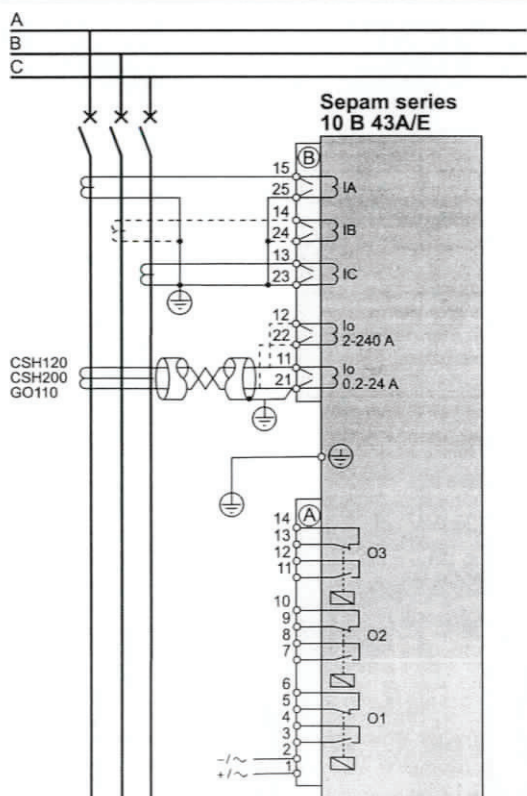 A
B
C
Sepam series
10 B 43A/E
B
15
25
IA
14
24
IB
13
23
IC
12
22
Io
2-240 A
CSH120
CSH200
GO110
11
21
Io
0.2-24 A
A
14
13
12
11
O3
10
9
8
7
O2
6
5
4
3
O1
2
-/~
1
+/~